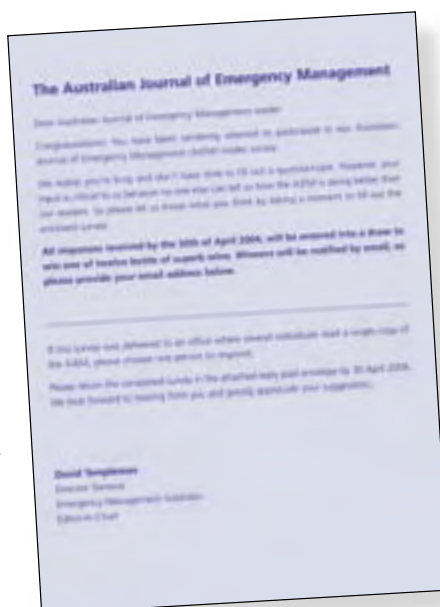 The Australian Journal of Emergency Management
Dear Australian Journal of Emergency Management reader
Congratulations! You have been randomly selected to participate in our Australian
Journal of Emergency Management reader survey.
We realise you're busy and don't have time to fill out a questionnaire. However, your
input is critical to us because no one else can tell us how the AJEM is doing better than
our readers. So please let us know what you think by taking a moment to fill out the
enclosed survey.
All responses received by the 30th of April 2004, will be entered into a draw to
win one of twelve bottles of superb wine. Winners will be notified by email, so
please provide your email address below.
If this survey was delivered to an office where several individuals read a single copy of
the AJEM, please choose one person to respond.
Please return the completed survey in the attached reply paid envelope by 30 April 2004.
We look forward to hearing from you and greatly appreciate your suggestions.
David Templeman
Director General
Emergency Management Australia
Editor-in-Chief